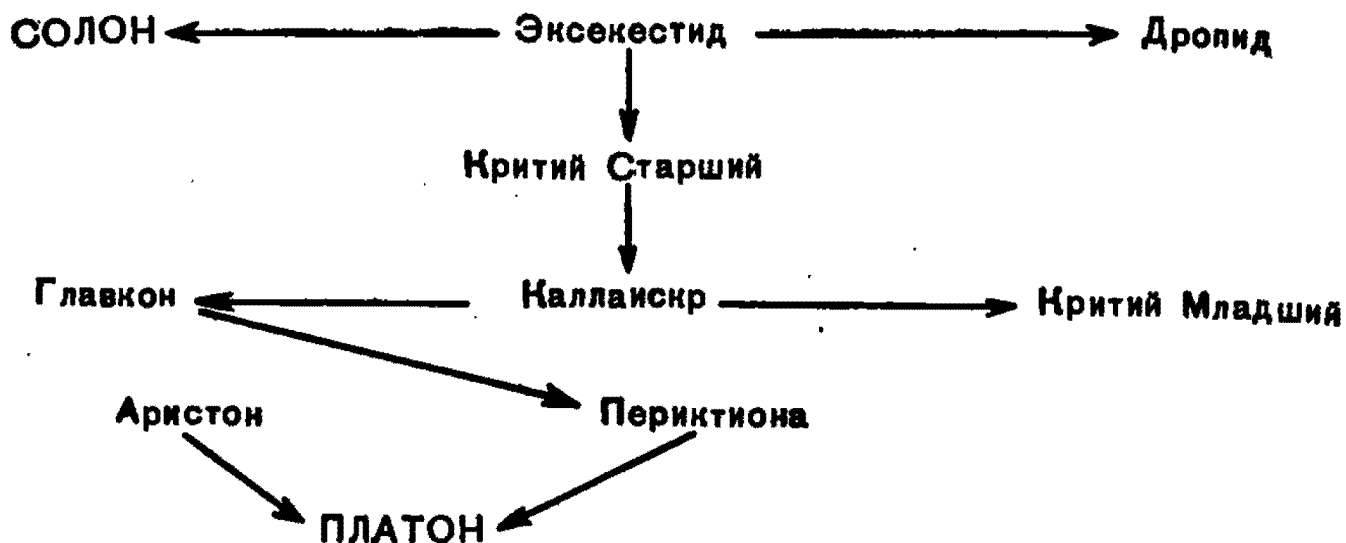 СОЛОН Эксекестид Дропид
Критий Старший
Главкон Каллаискр Критий Младший
Аристон Периктиона
ПЛАТОН